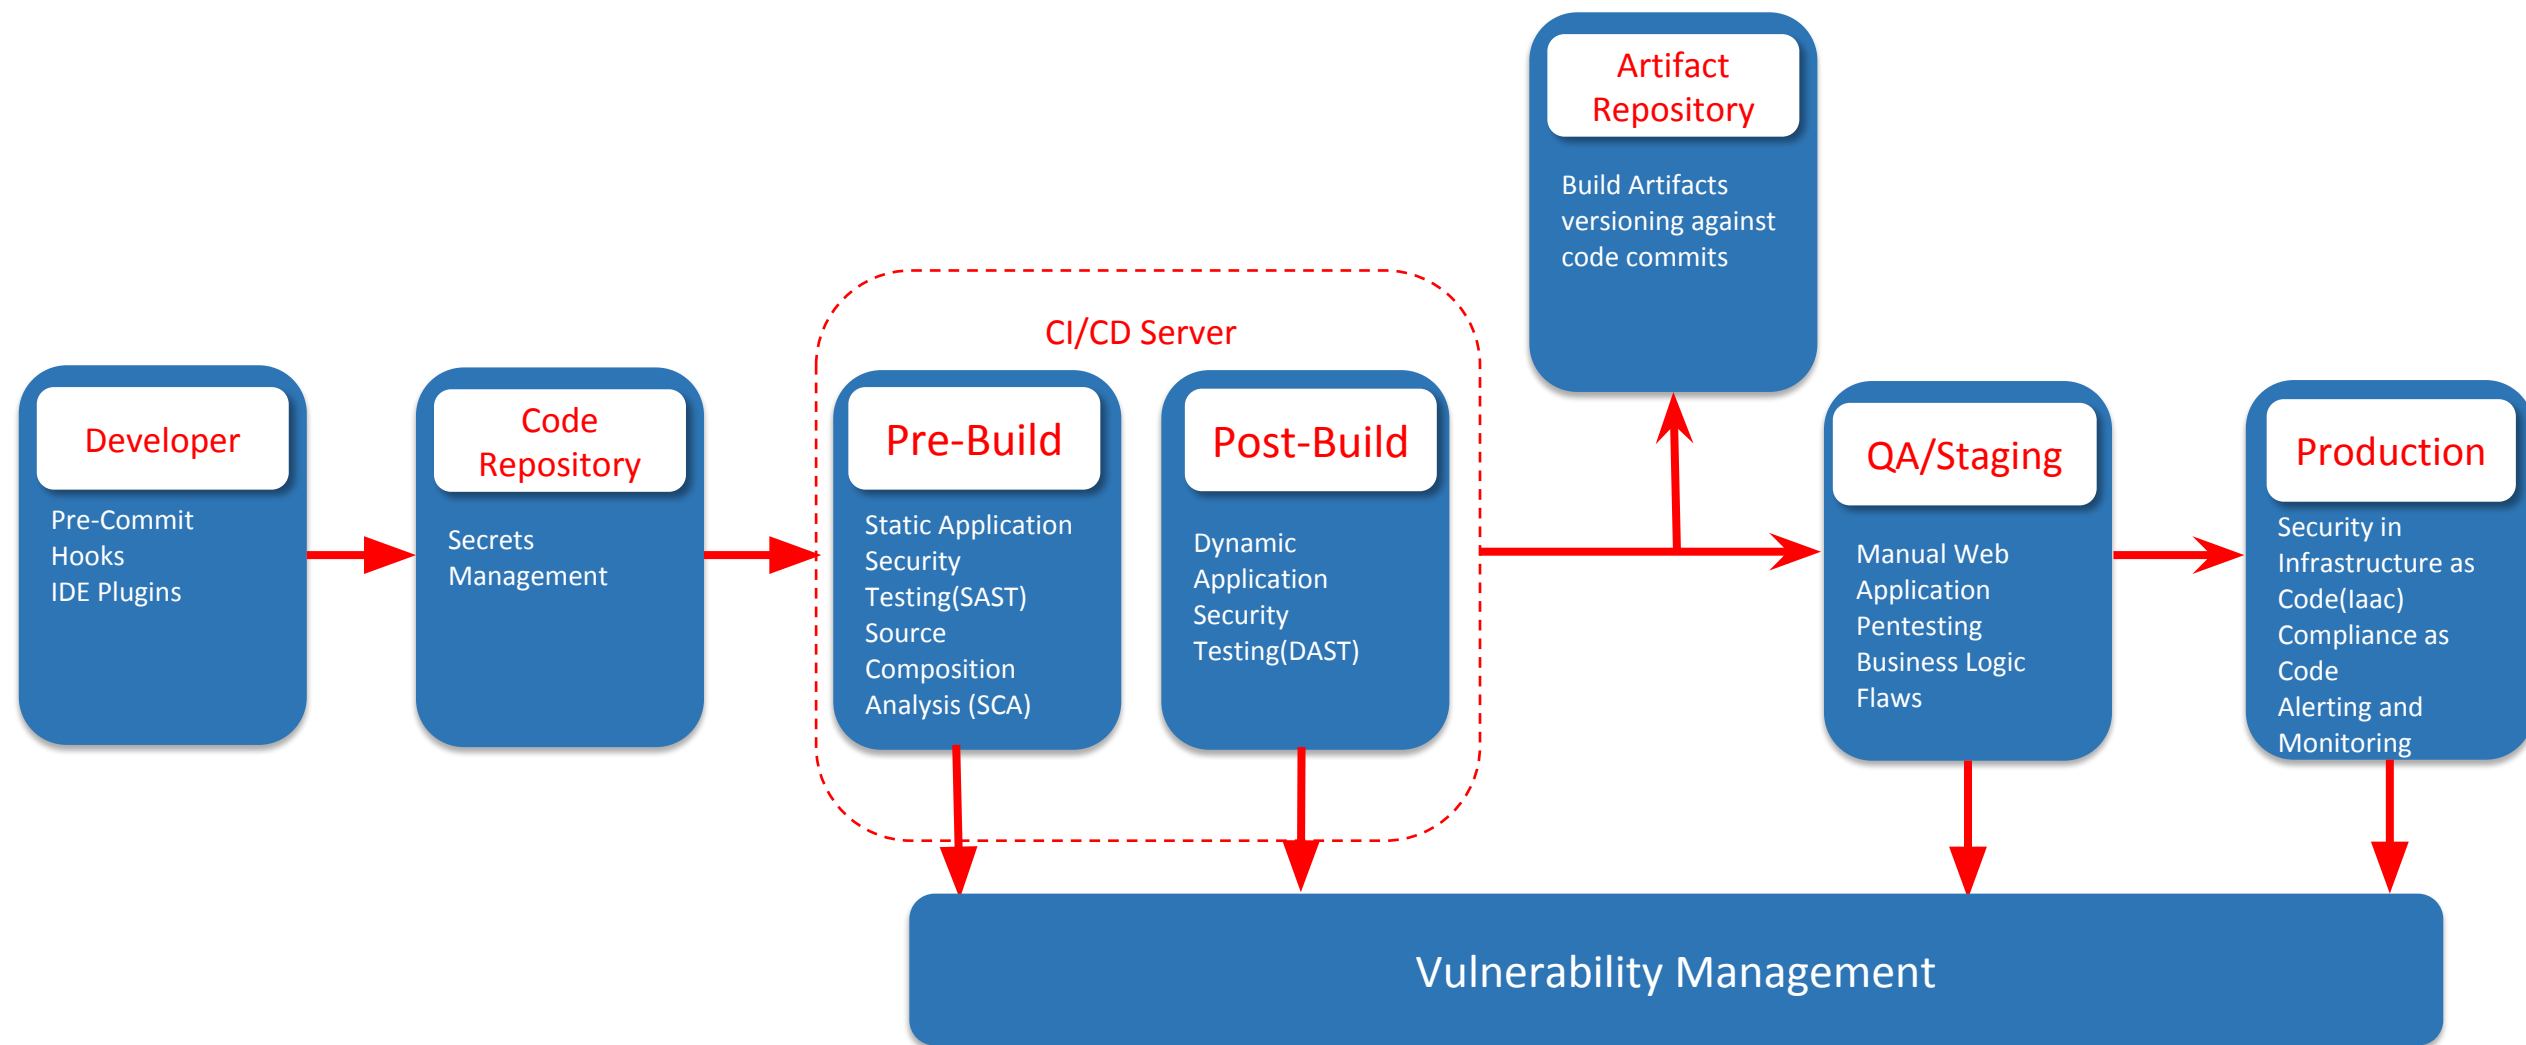 Developer
Pre-Commit
Hooks
IDE Plugins
Code
Repository
Secrets
Management
CI/CD Server
Pre-Build
Static Application
Security
Testing(SAST)
Source
Composition
Analysis (SCA)
Post-Build
Dynamic
Application
Security
Testing(DAST)
Artifact
Repository
Build Artifacts
versioning against
code commits
QA/Staging
Manual Web
Application
Pentesting
Business Logic
Flaws
Production
Security in
Infrastructure as
Code(Iaac)
Compliance as
Code
Alerting and
Monitoring
Vulnerability Management